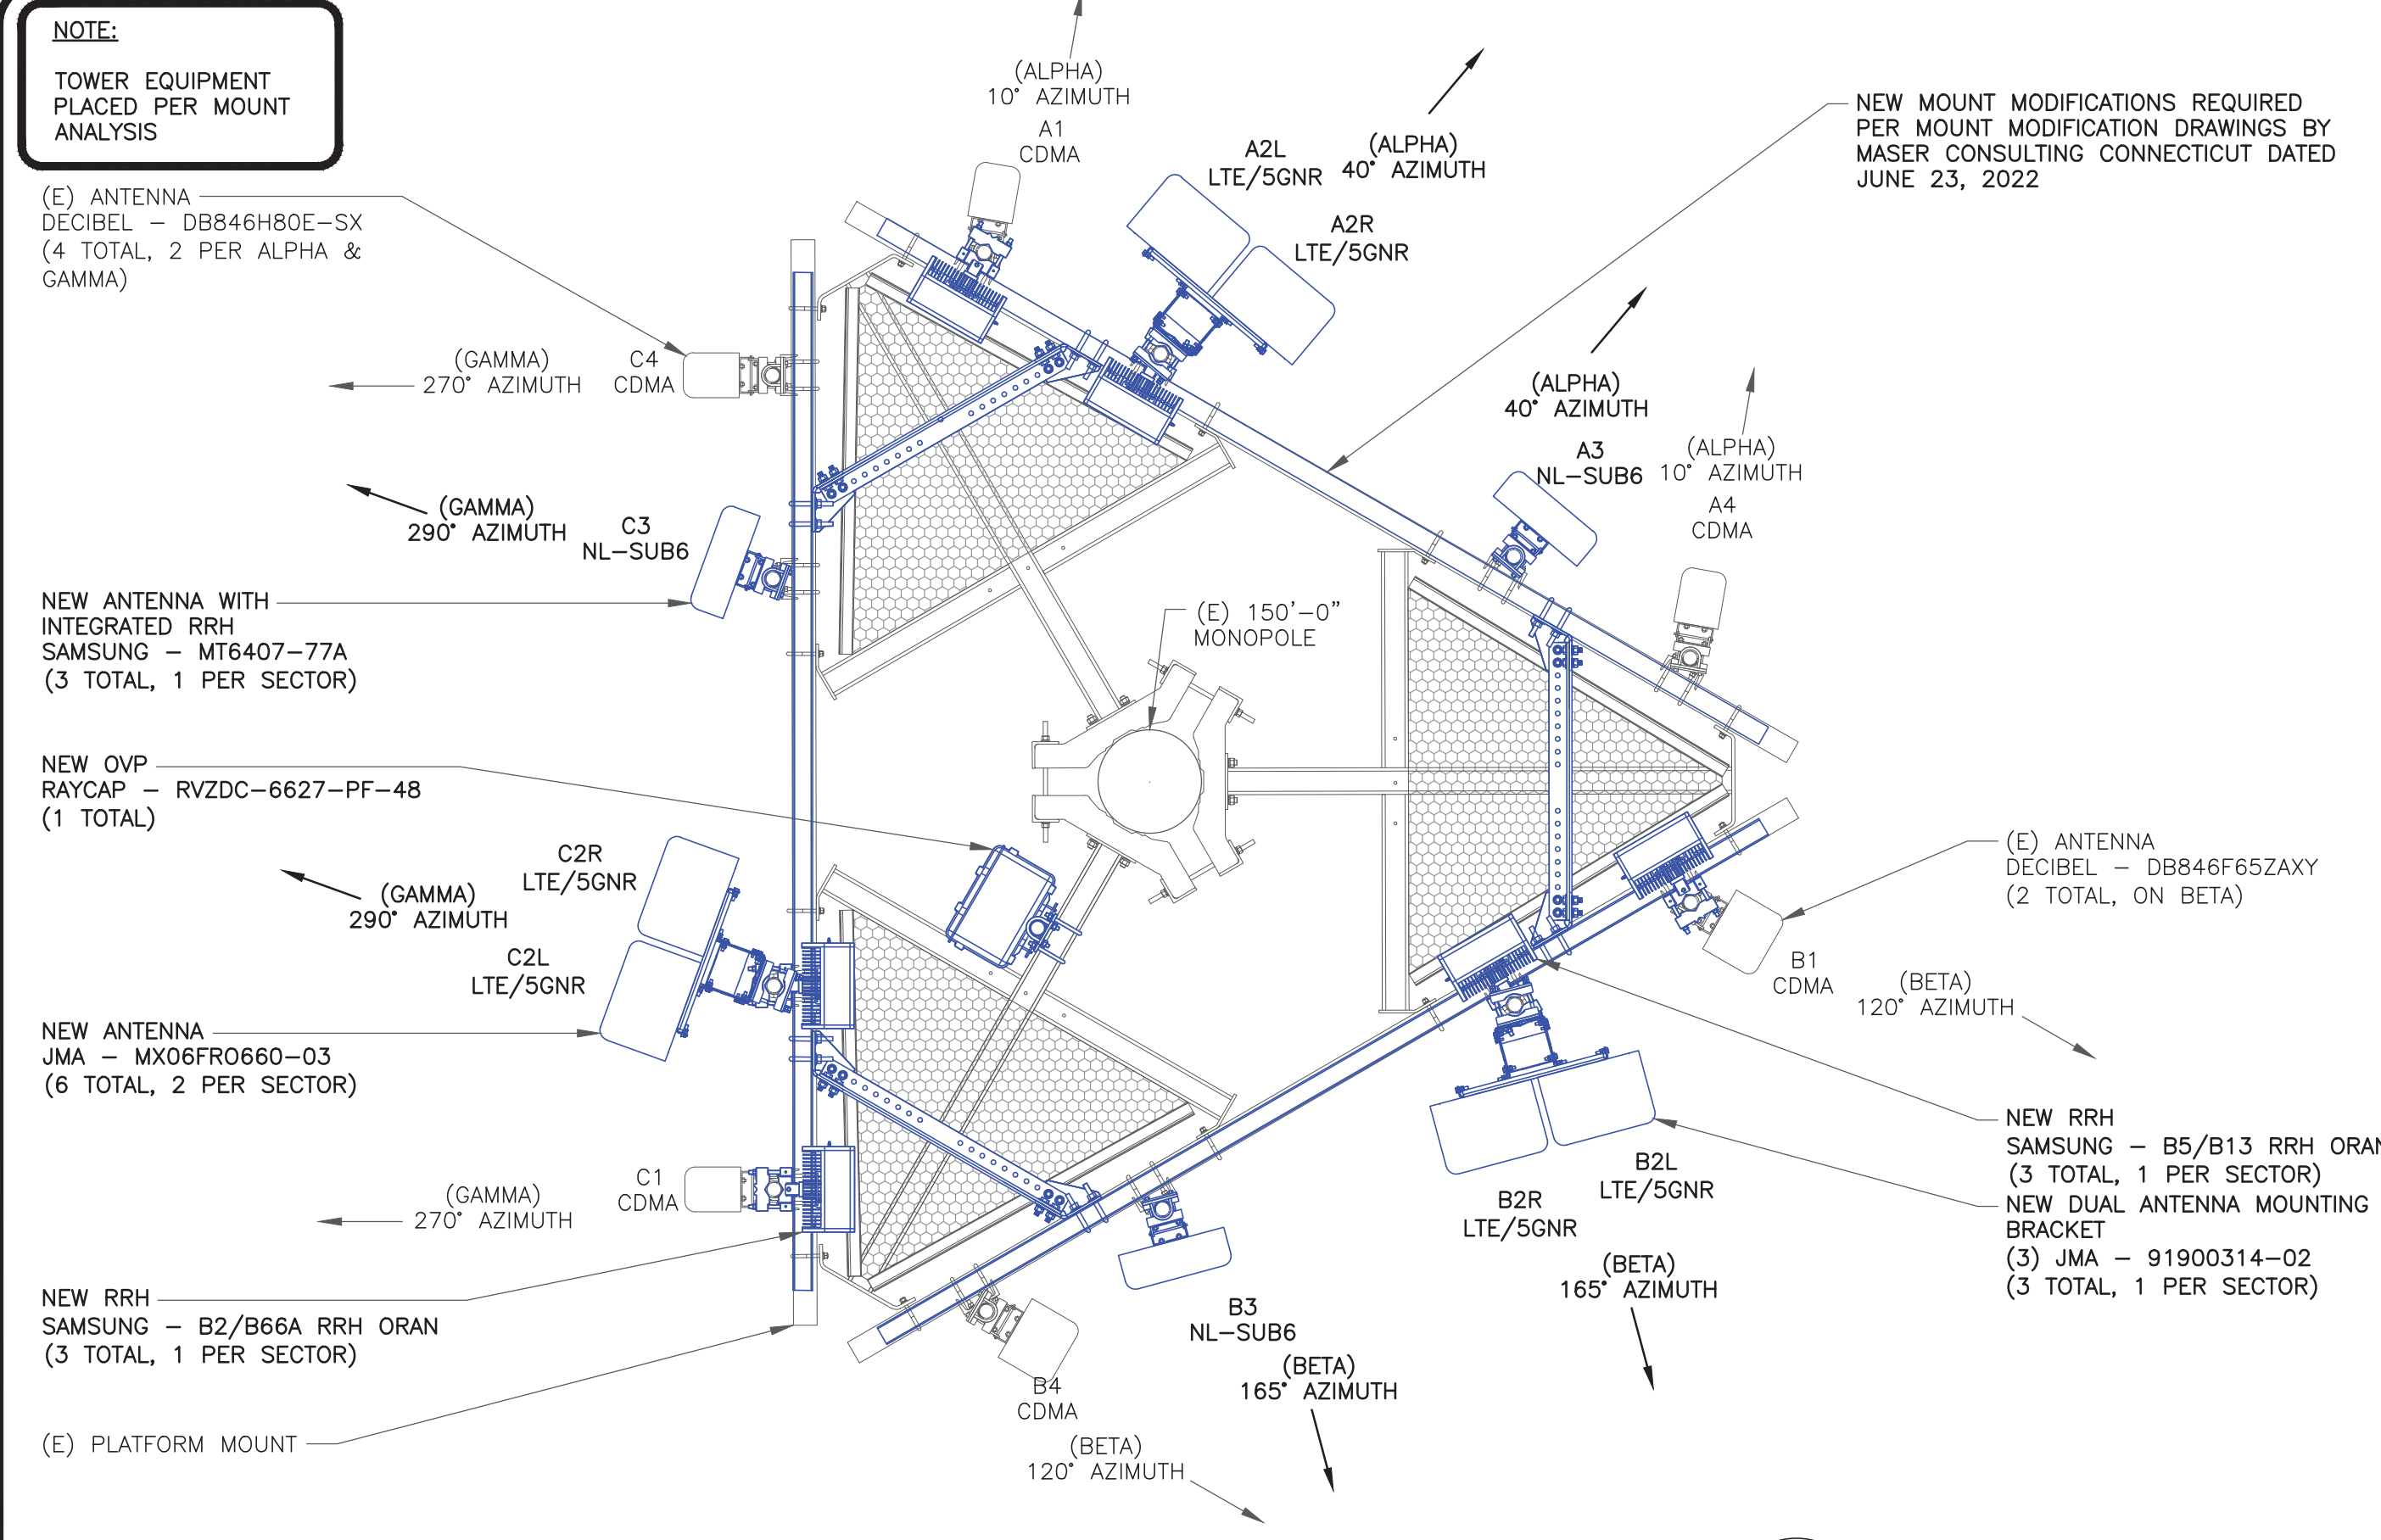 NOTE:
TOWER EQUIPMENT
PLACED PER MOUNT
ANALYSIS
(E) ANTENNA
DECIBEL – DB846H80E–SX
(4 TOTAL, 2 PER ALPHA &
GAMMA)
(ALPHA)
10° AZIMUTH
A1
CDMA
A2L
LTE/5GNR
(ALPHA)
40° AZIMUTH
A2R
LTE/5GNR
NEW MOUNT MODIFICATIONS REQUIRED
PER MOUNT MODIFICATION DRAWINGS BY
MASER CONSULTING CONNECTICUT DATED
JUNE 23, 2022
(GAMMA)
270° AZIMUTH
C4
CDMA
(ALPHA)
40° AZIMUTH
A3
NL–SUB6
(ALPHA)
10° AZIMUTH
A4
CDMA
(GAMMA)
290° AZIMUTH
C3
NL–SUB6
NEW ANTENNA WITH
INTEGRATED RRH
SAMSUNG – MT6407–77A
(3 TOTAL, 1 PER SECTOR)
(E) 150'–0"
MONOPOLE
NEW OVP
RAYCAP – RVZDC–6627–PF–48
(1 TOTAL)
C2R
LTE/5GNR
(GAMMA)
290° AZIMUTH
C2L
LTE/5GNR
(E) ANTENNA
DECIBEL – DB846F65ZAXY
(2 TOTAL, ON BETA)
B1
CDMA
(BETA)
120° AZIMUTH
NEW ANTENNA
JMA – MX06FRO660–03
(6 TOTAL, 2 PER SECTOR)
C1
CDMA
(GAMMA)
270° AZIMUTH
NEW RRH
SAMSUNG – B5/B13 RRH ORAN
(3 TOTAL, 1 PER SECTOR)
NEW DUAL ANTENNA MOUNTING
BRACKET
(3) JMA – 91900314–02
(3 TOTAL, 1 PER SECTOR)
B2L
LTE/5GNR
B2R
LTE/5GNR
(BETA)
165° AZIMUTH
NEW RRH
SAMSUNG – B2/B66A RRH ORAN
(3 TOTAL, 1 PER SECTOR)
B3
NL–SUB6
(BETA)
165° AZIMUTH
B4
CDMA
(E) PLATFORM MOUNT
(BETA)
120° AZIMUTH